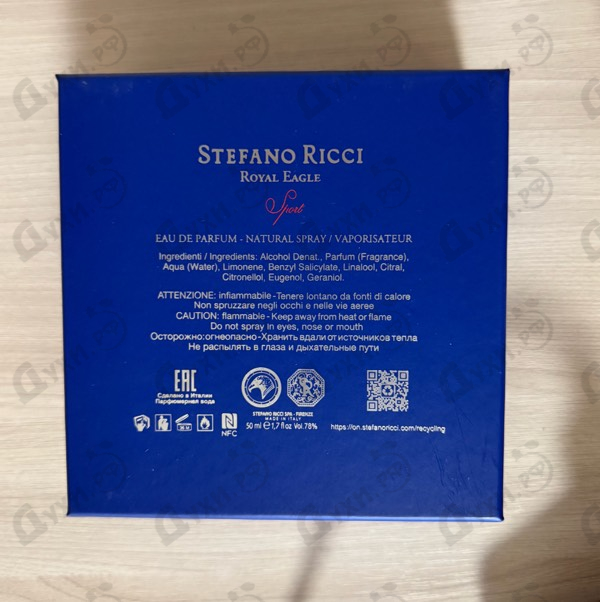 STEFANO RICCI
ROYAL EAGLE
Sport
EAU DE PARFUM - NATURAL SPRAY / VAPORISATEUR
Ingredienti / Ingredients: Alcohol Denat., Parfum (Fragrance),
Aqua (Water), Limonene, Benzyl Salicylate, Linalool, Citral,
Citronellol, Eugenol, Geraniol.
ATTENZIONE: infiammabile - Tenere lontano da fonti di calore
Non spruzzare negli occhi e nelle vie aeree
CAUTION: flammable - Keep away from heat or flame
Do not spray in eyes, nose or mouth
Осторожно:огнеопасно-Хранить вдали от источников тепла
Не распылять в глаза и дыхательные пути
EAC
Сделано в Италии
Парфюмерная вода
STEFANO RICCI SPA - FIRENZE
MADE IN ITALY
50 ml ℮ 1,7 fl oz Vol.78%
NFC
https://on.stefanoricci.com/recycling
Духи.рф